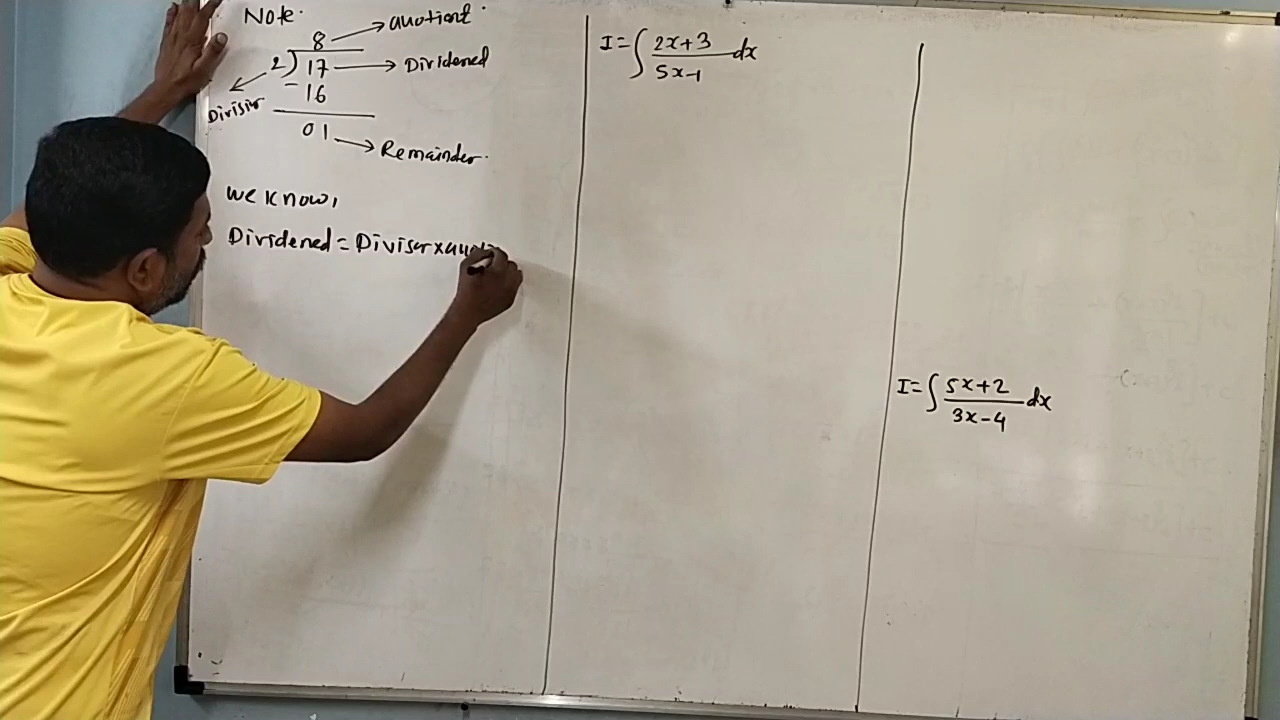 Note.
8 → Quotient.
2) 17 → Dividened
Divisir
- 16
01 → Remainder.
We know,
Dividened = Divisor x
I = ∫ 2x+3 / 5x-1 dx
I = ∫ 5x+2 / 3x-4 dx